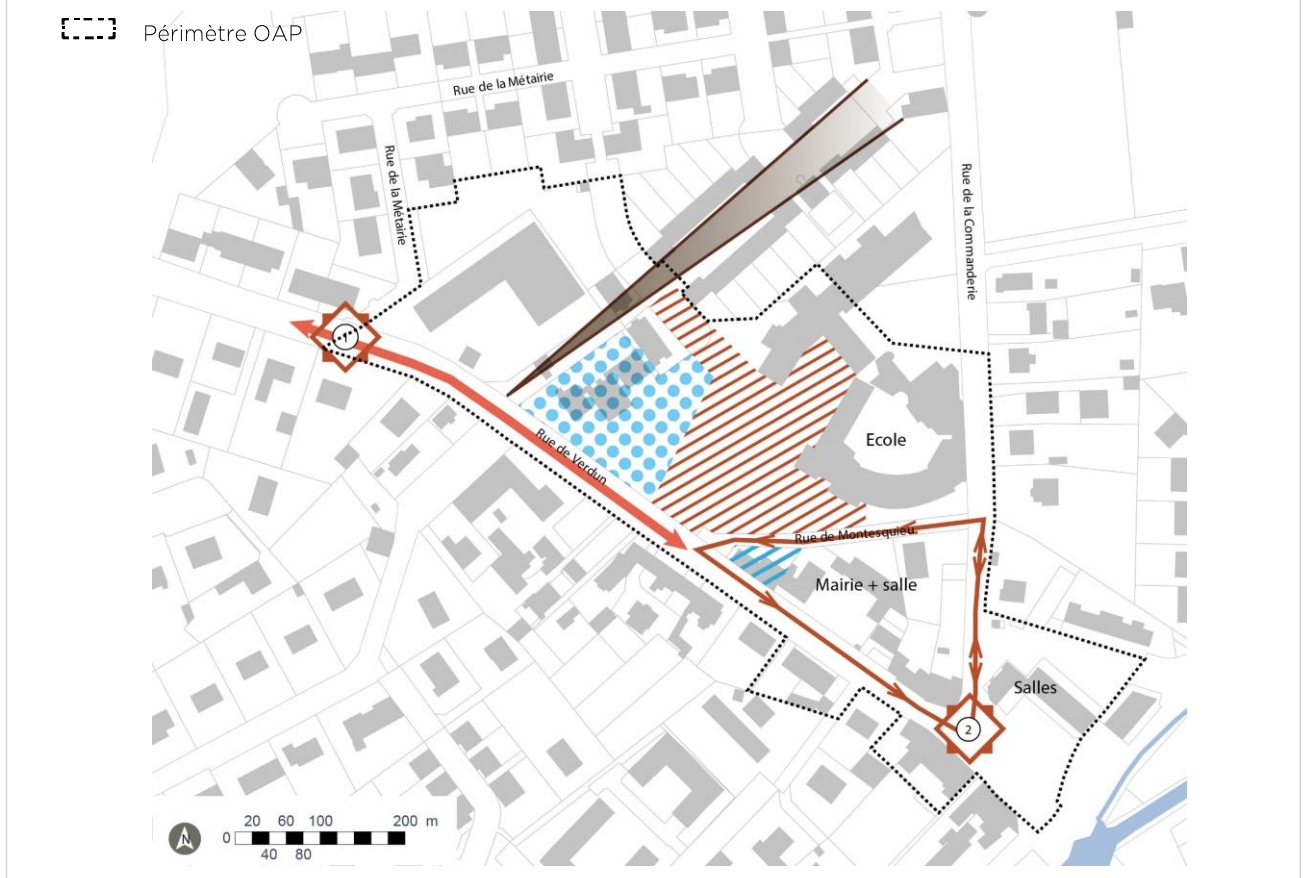 Périmètre OAP
Rue de la Métairie
Rue de la Métairie
Rue de la Commanderie
1
Ecole
Rue de Verdun
Rue de Montesquieu
Mairie + salle
Salles
2
20 60 100 200 m
0
40 80
N